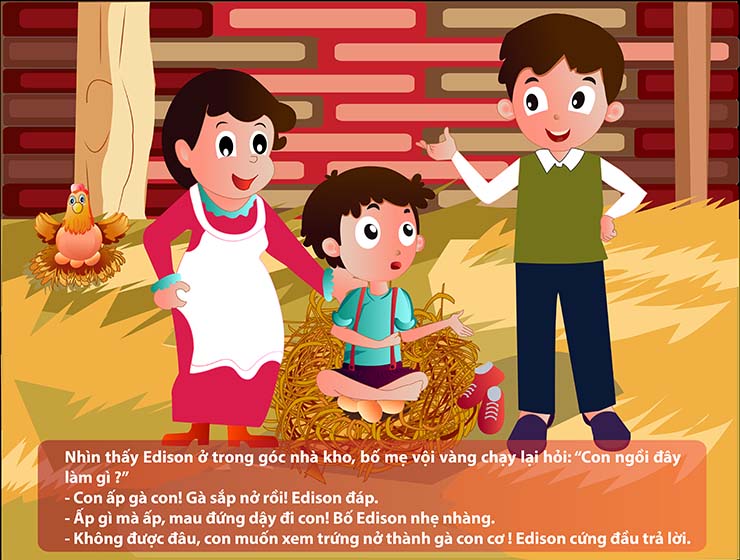 Nhìn thấy Edison ở trong góc nhà kho, bố mẹ vội vàng chạy lại hỏi: “Con ngồi đây
làm gì ?”
- Con ấp gà con! Gà sắp nở rồi! Edison đáp.
- Ấp gì mà ấp, mau đứng dậy đi con! Bố Edison nhẹ nhàng.
- Không được đâu, con muốn xem trứng nở thành gà con cơ ! Edison cứng đầu trả lời.